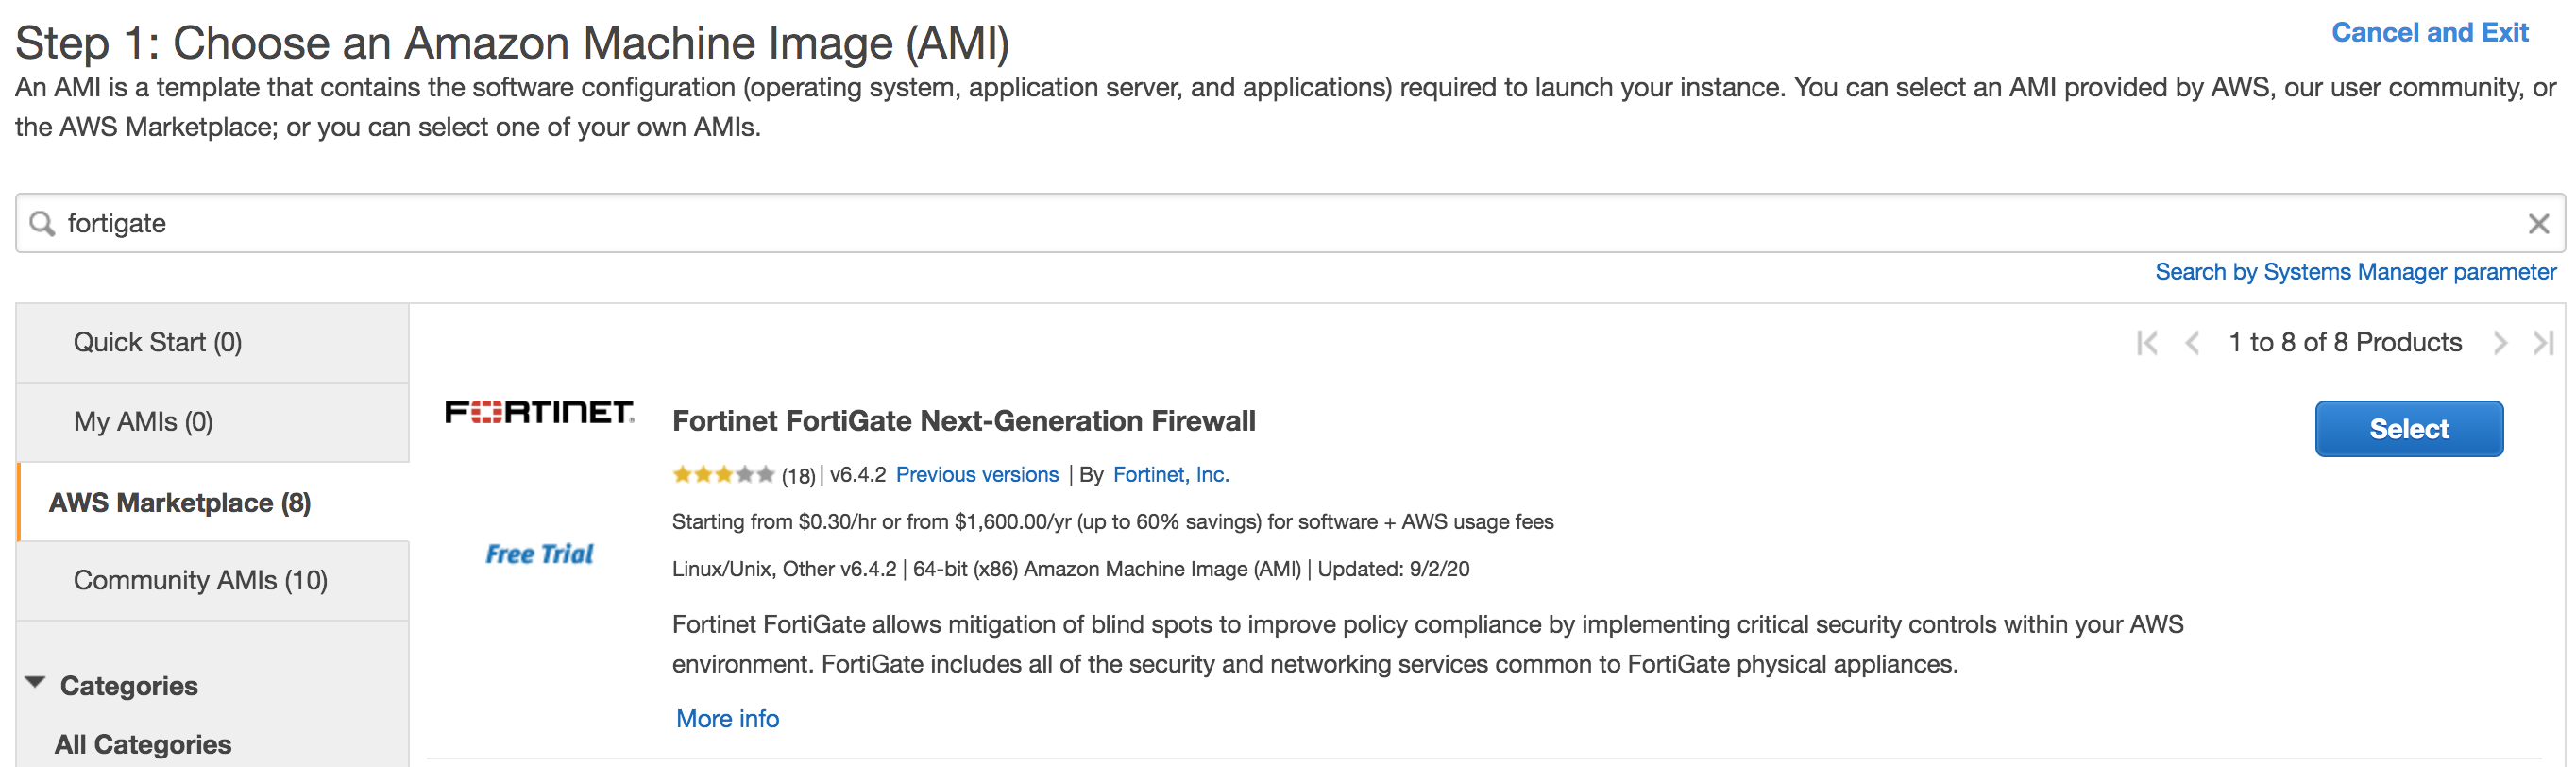 Step 1: Choose an Amazon Machine Image (AMI)
Cancel and Exit
An AMI is a template that contains the software configuration (operating system, application server, and applications) required to launch your instance. You can select an AMI provided by AWS, our user community, or
the AWS Marketplace; or you can select one of your own AMIs.
fortigate
Search by Systems Manager parameter
Quick Start (0)
My AMIs (0)
AWS Marketplace (8)
Community AMIs (10)
Categories
All Categories
1 to 8 of 8 Products
FORTINET
Free Trial
Fortinet FortiGate Next-Generation Firewall
Select
(18) | v6.4.2 Previous versions | By Fortinet, Inc.
Starting from $0.30/hr or from $1,600.00/yr (up to 60% savings) for software + AWS usage fees
Linux/Unix, Other v6.4.2 | 64-bit (x86) Amazon Machine Image (AMI) | Updated: 9/2/20
Fortinet FortiGate allows mitigation of blind spots to improve policy compliance by implementing critical security controls within your AWS
environment. FortiGate includes all of the security and networking services common to FortiGate physical appliances.
More info